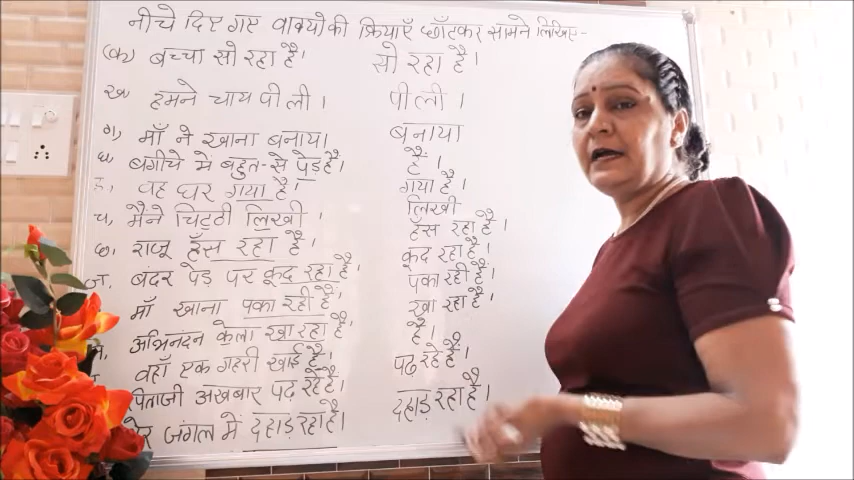 नीचे दिए गए वाक्यो की क्रियाएँ छाँटकर सामने लिखिए-
(क) बच्चा सो रहा है। सो रहा है।
ख, हमने चाय पी ली। पी ली।
ग, माँ ने खाना बनाया। बनाया
घ, बगीचे में बहुत-से पेड़ है। हैं।
ङ, वह घर गया है। गया है।
च, मैंने चिट्ठी लिखी। लिखी
छ, राजू हँस रहा है। हँस रहा है।
ज, बंदर पेड़ पर कूद रहा है। कूद रहा है।
माँ खाना पका रही है। पका रही है।
अभिनंदन केला खा रहा है। खा रहा है।
वहाँ एक गहरी खाई है। है।
पिताजी अखबार पढ़ रहे है। पढ़ रहे है।
जंगल में दहाड़ रहा है। दहाड़ रहा है।